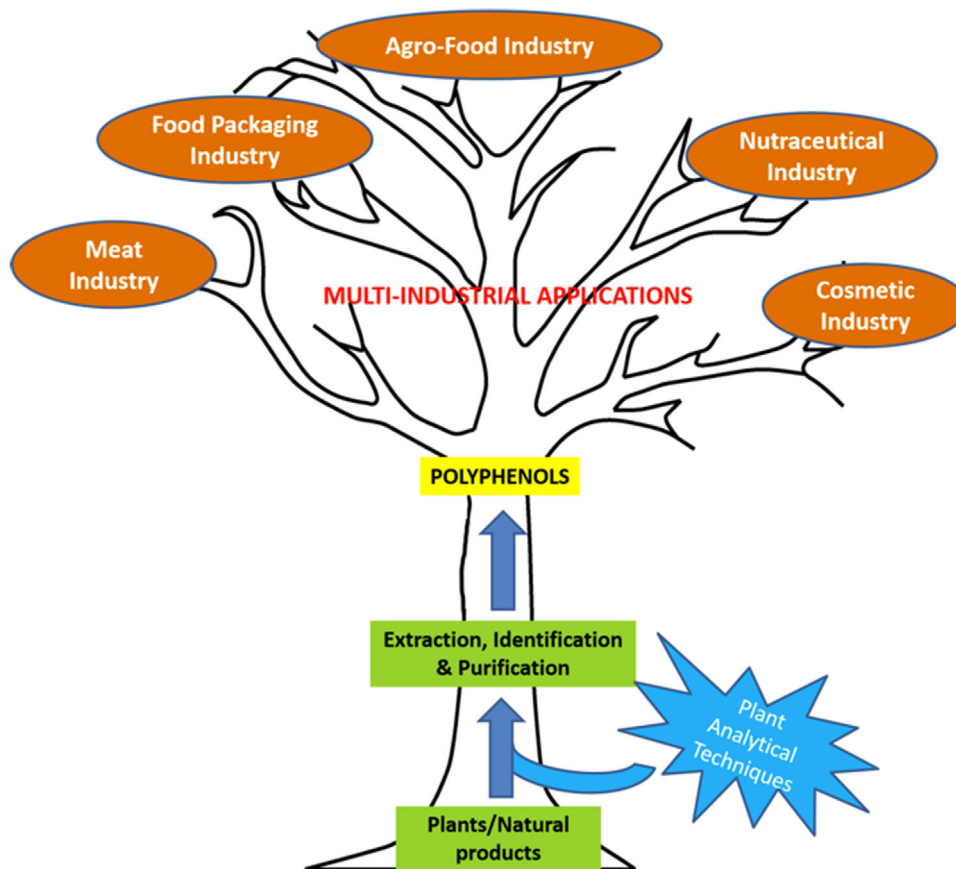 Agro-Food Industry
Food Packaging
Industry
Nutraceutical
Industry
Meat
Industry
MULTI-INDUSTRIAL APPLICATIONS
Cosmetic
Industry
POLYPHENOLS
Extraction, Identification
& Purification
Plant
Analytical
Techniques
Plants/Natural
products